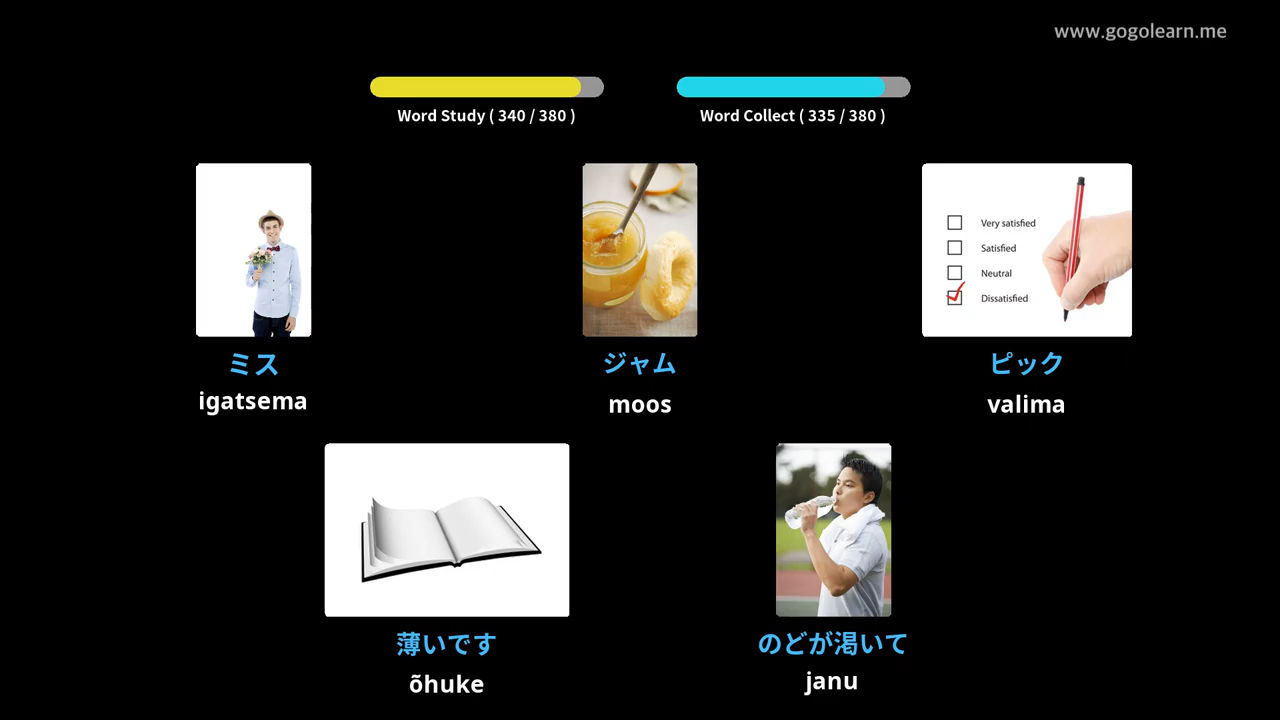 www.gogolearn.me
Word Study ( 340 / 380 )
Word Collect ( 335 / 380 )
Very satisfied
Satisfied
Neutral
Dissatisfied
ミス
igatsema
ジャム
moos
ピック
valima
薄いです
õhuke
のどが渇いて
janu